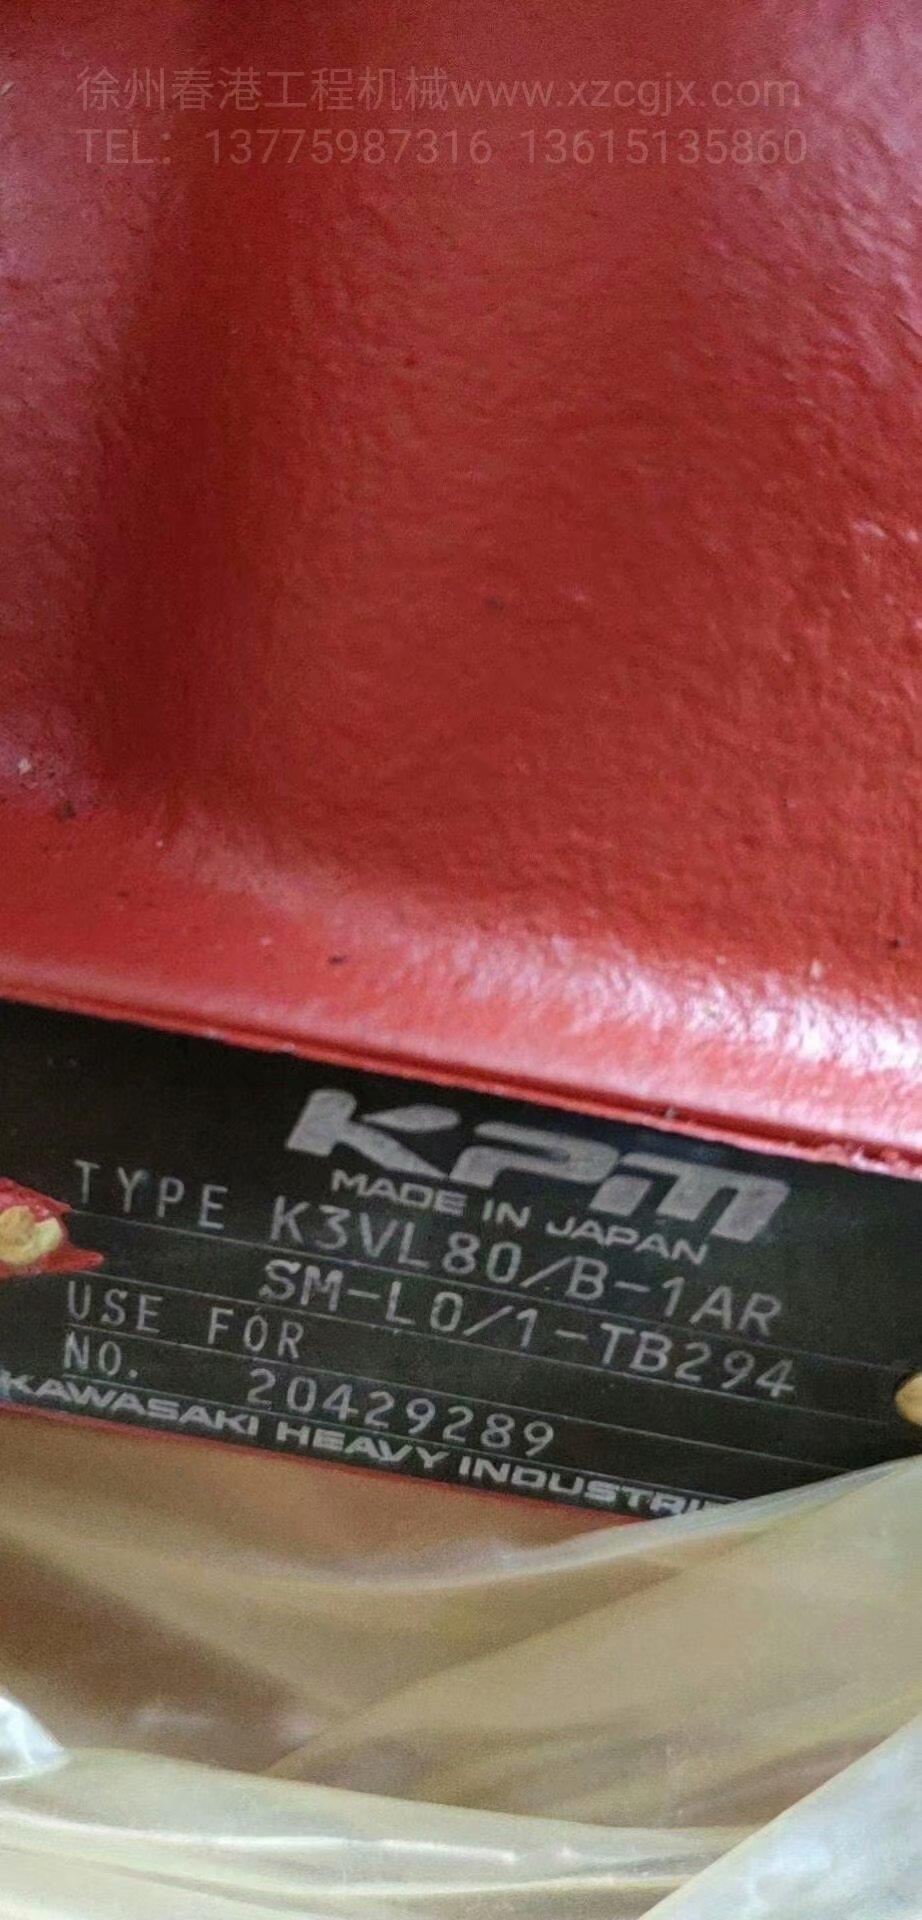 徐州春港工程机械www.xzcgjx.com
TEL：13775987316 13615135860
KPM
MADE IN JAPAN
TYPE K3VL80/B-1AR
SM-L0/1-TB294
USE FOR
NO. 20429289
KAWASAKI HEAVY